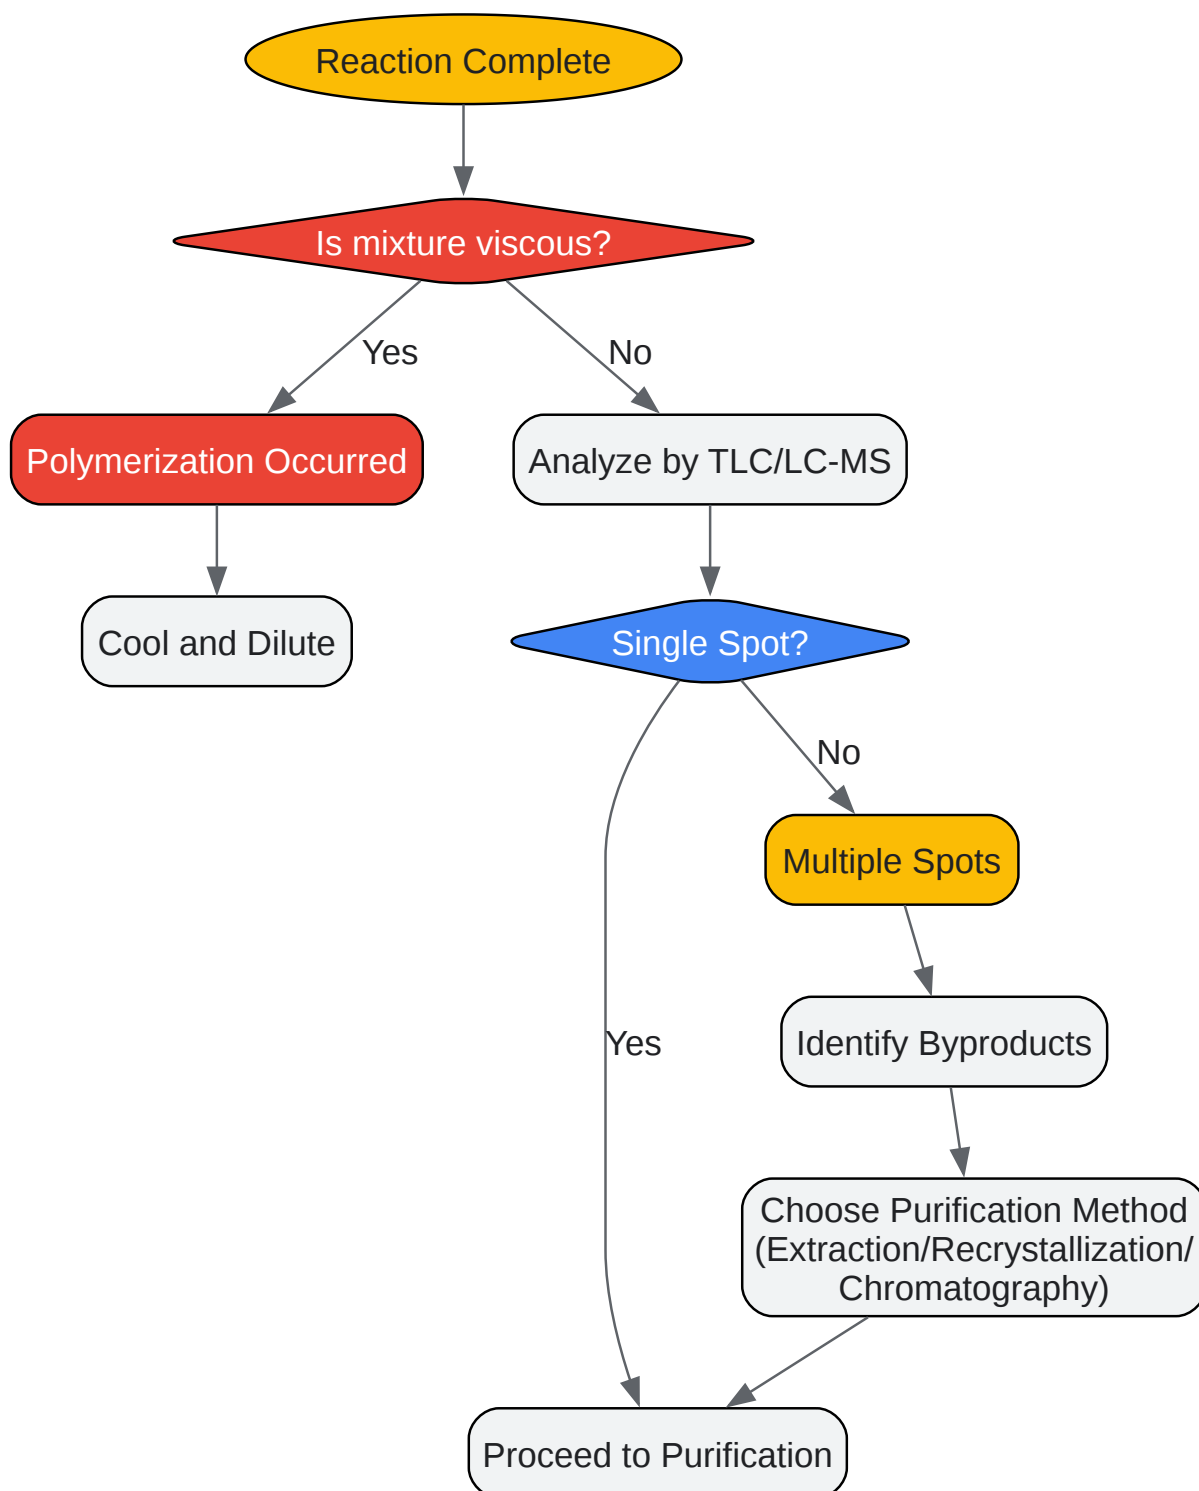 Reaction Complete
Is mixture viscous?
Yes
No
Polymerization Occurred
Analyze by TLC/LC-MS
Cool and Dilute
Single Spot?
No
Multiple Spots
Yes
Identify Byproducts
Choose Purification Method
(Extraction/Recrystallization/
Chromatography)
Proceed to Purification